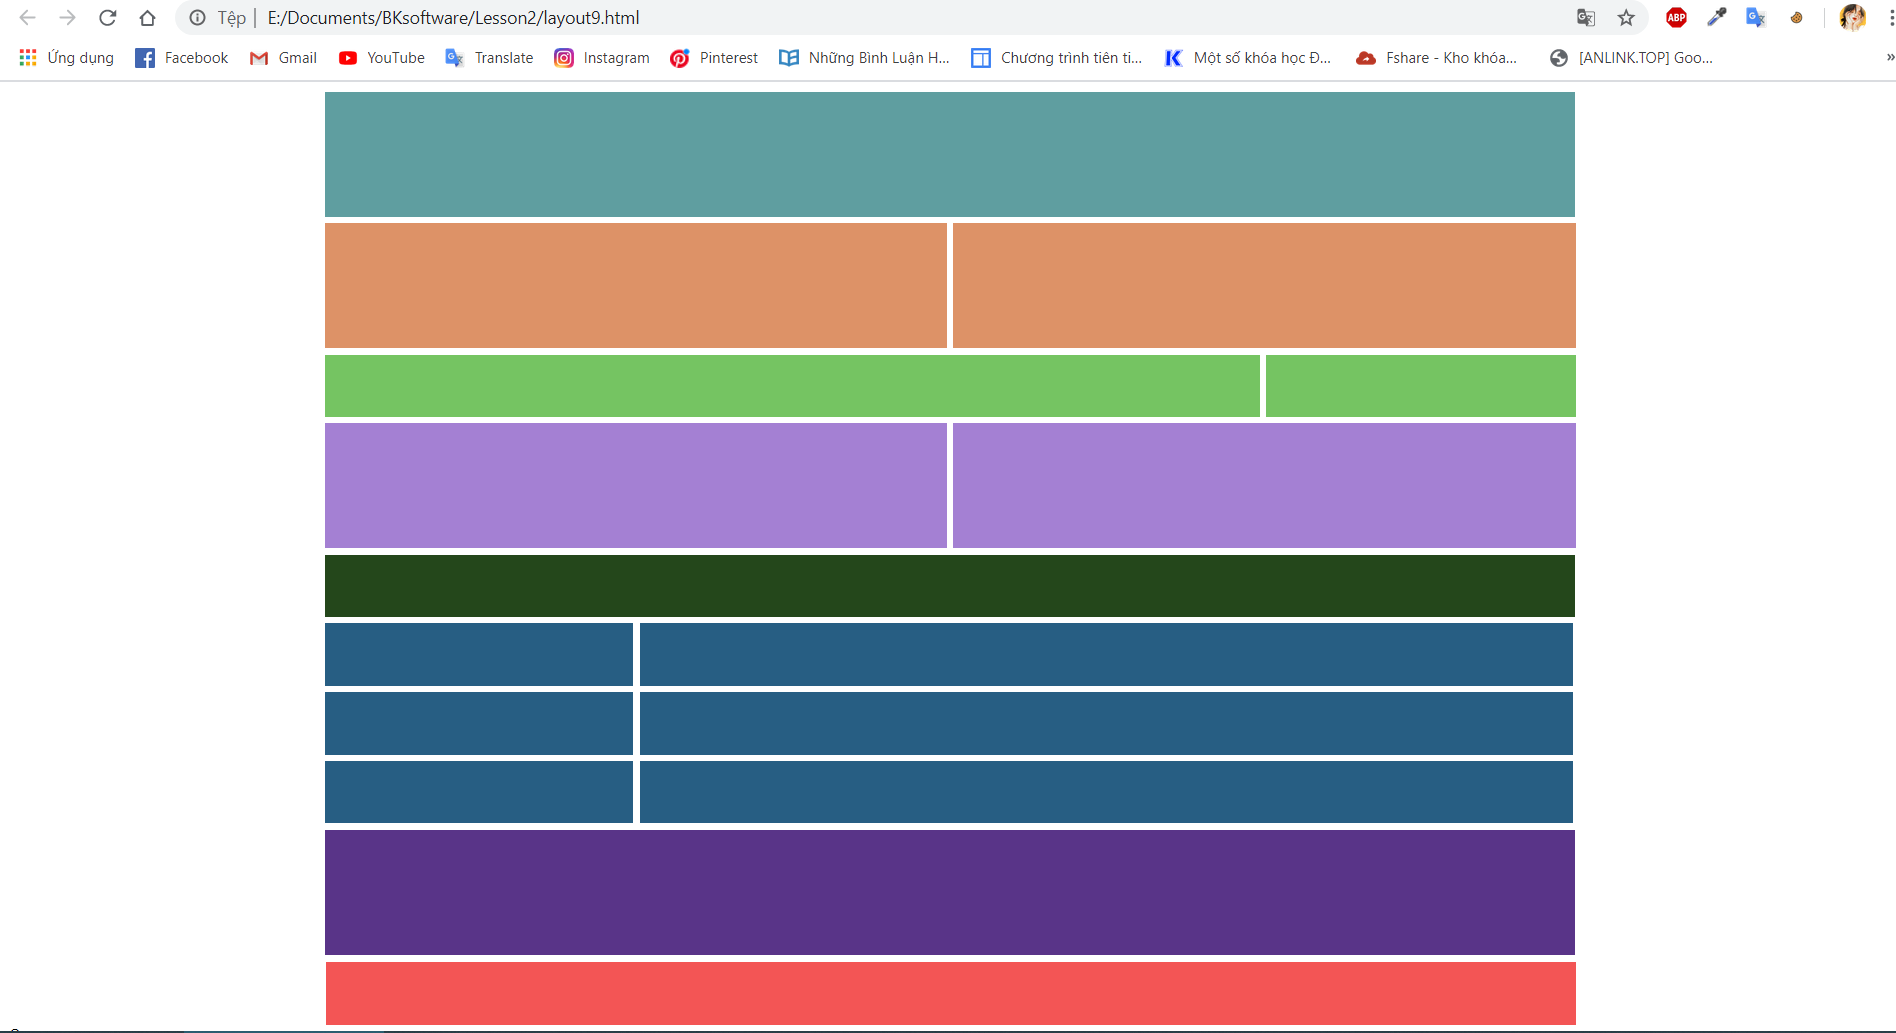 Tệp | E:/Documents/BKsoftware/Lesson2/layout9.html
ABP
Ứng dụng Facebook Gmail YouTube Translate Instagram Pinterest Những Bình Luận H... Chương trình tiên ti... Một số khóa học Đ... Fshare - Kho khóa... [ANLINK.TOP] Goo... »